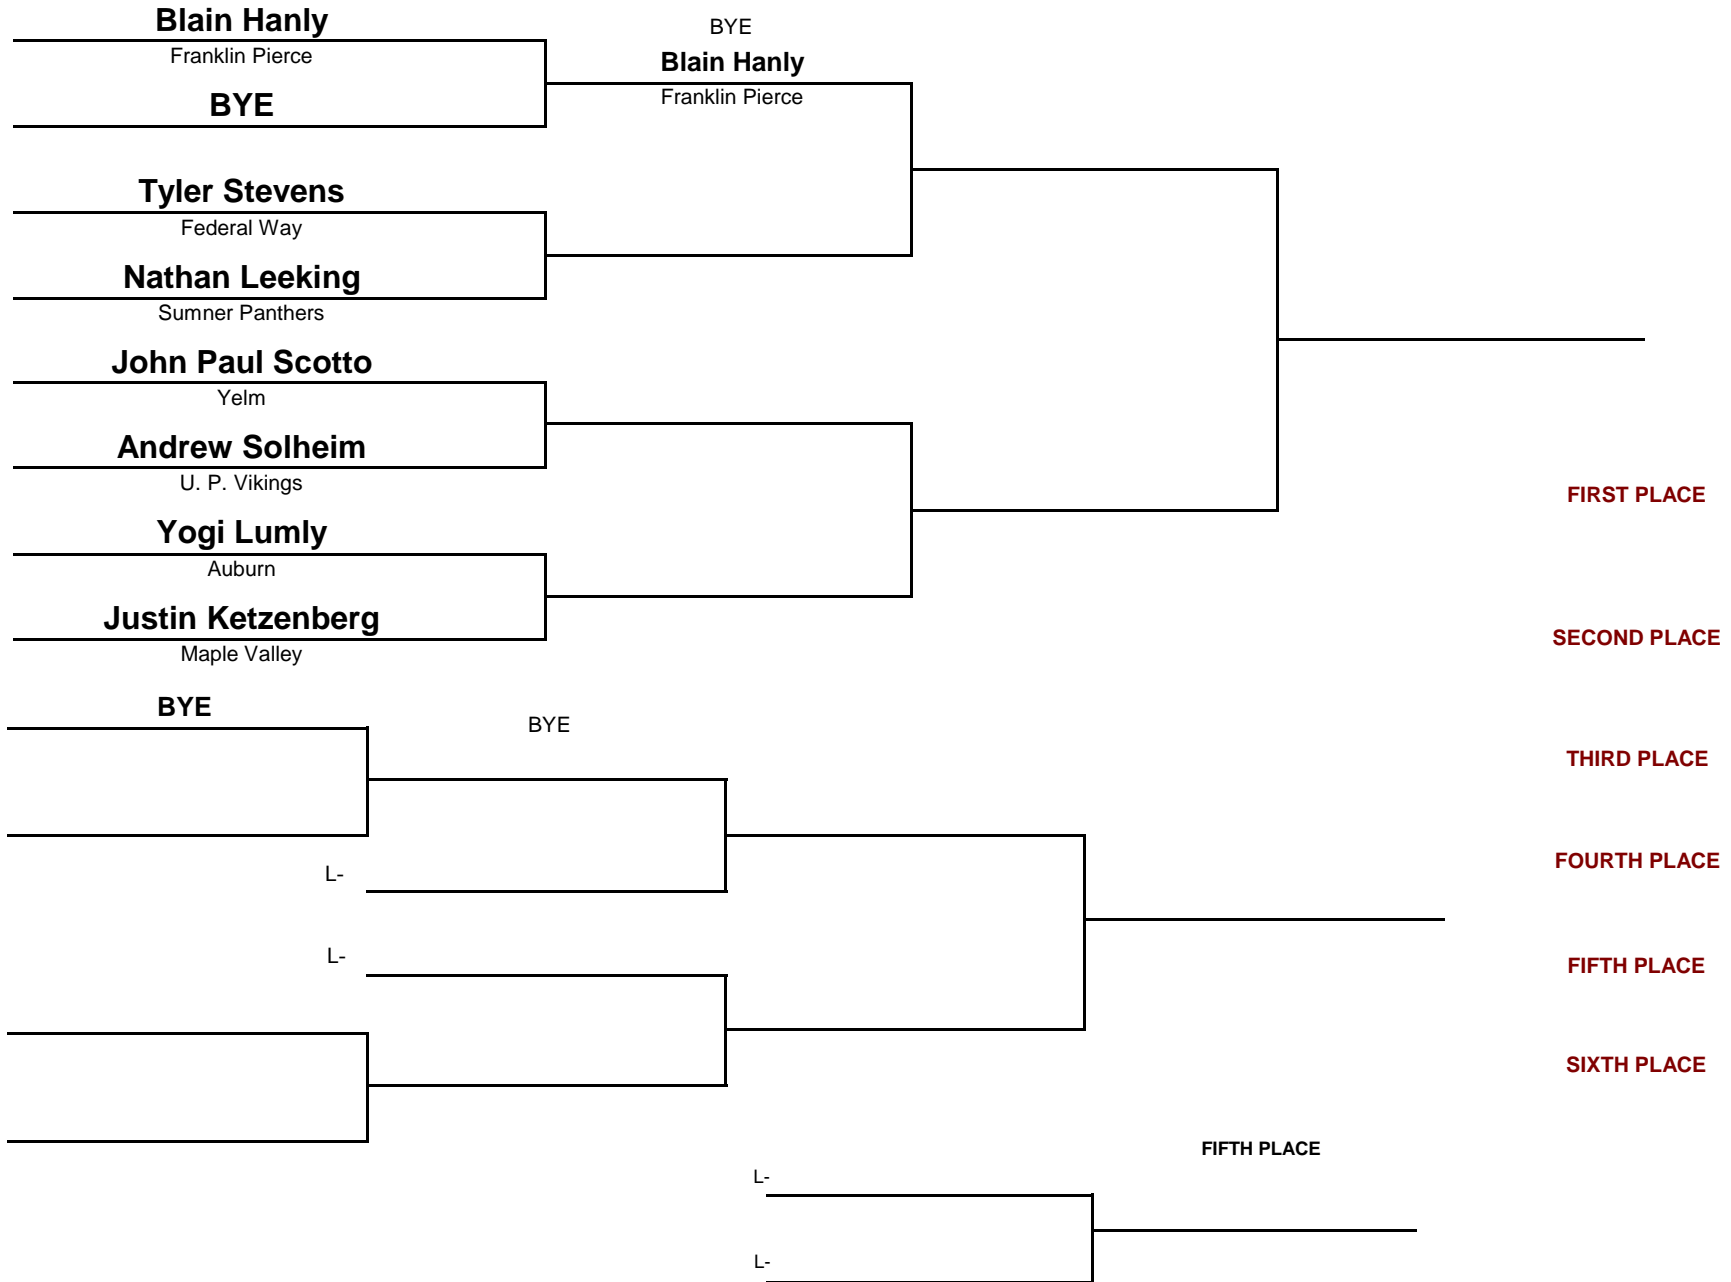 Blain Hanly
Franklin Pierce
BYE
BYE
Blain Hanly
Franklin Pierce
Tyler Stevens
Federal Way
Nathan Leeking
Sumner Panthers
John Paul Scotto
Yelm
Andrew Solheim
U. P. Vikings
Yogi Lumly
Auburn
Justin Ketzenberg
Maple Valley
FIRST PLACE
SECOND PLACE
BYE
BYE
THIRD PLACE
L-
FOURTH PLACE
L-
FIFTH PLACE
SIXTH PLACE
FIFTH PLACE
L-
L-